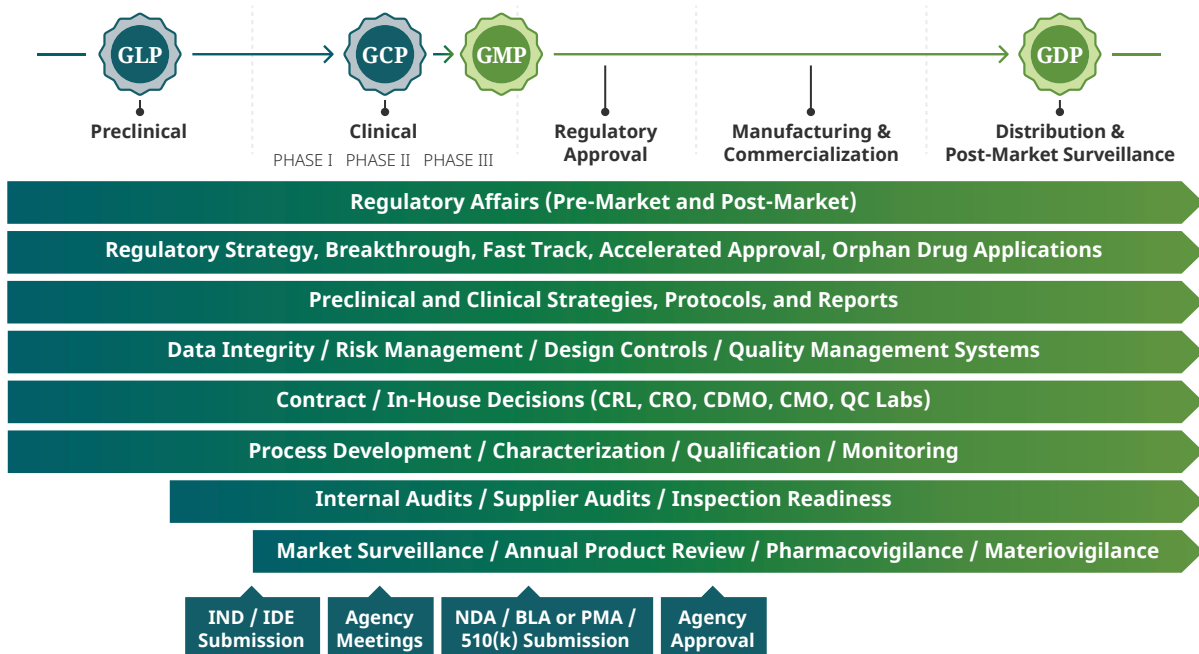 GLP
GCP
GMP
GDP
Preclinical
Clinical
PHASE I PHASE II PHASE III
Regulatory
Approval
Manufacturing &
Commercialization
Distribution &
Post-Market Surveillance
Regulatory Affairs (Pre-Market and Post-Market)
Regulatory Strategy, Breakthrough, Fast Track, Accelerated Approval, Orphan Drug Applications
Preclinical and Clinical Strategies, Protocols, and Reports
Data Integrity / Risk Management / Design Controls / Quality Management Systems
Contract / In-House Decisions (CRL, CRO, CDMO, CMO, QC Labs)
Process Development / Characterization / Qualification / Monitoring
Internal Audits / Supplier Audits / Inspection Readiness
Market Surveillance / Annual Product Review / Pharmacovigilance / Materiovigilance
IND / IDE
Submission
Agency
Meetings
NDA / BLA or PMA /
510(k) Submission
Agency
Approval